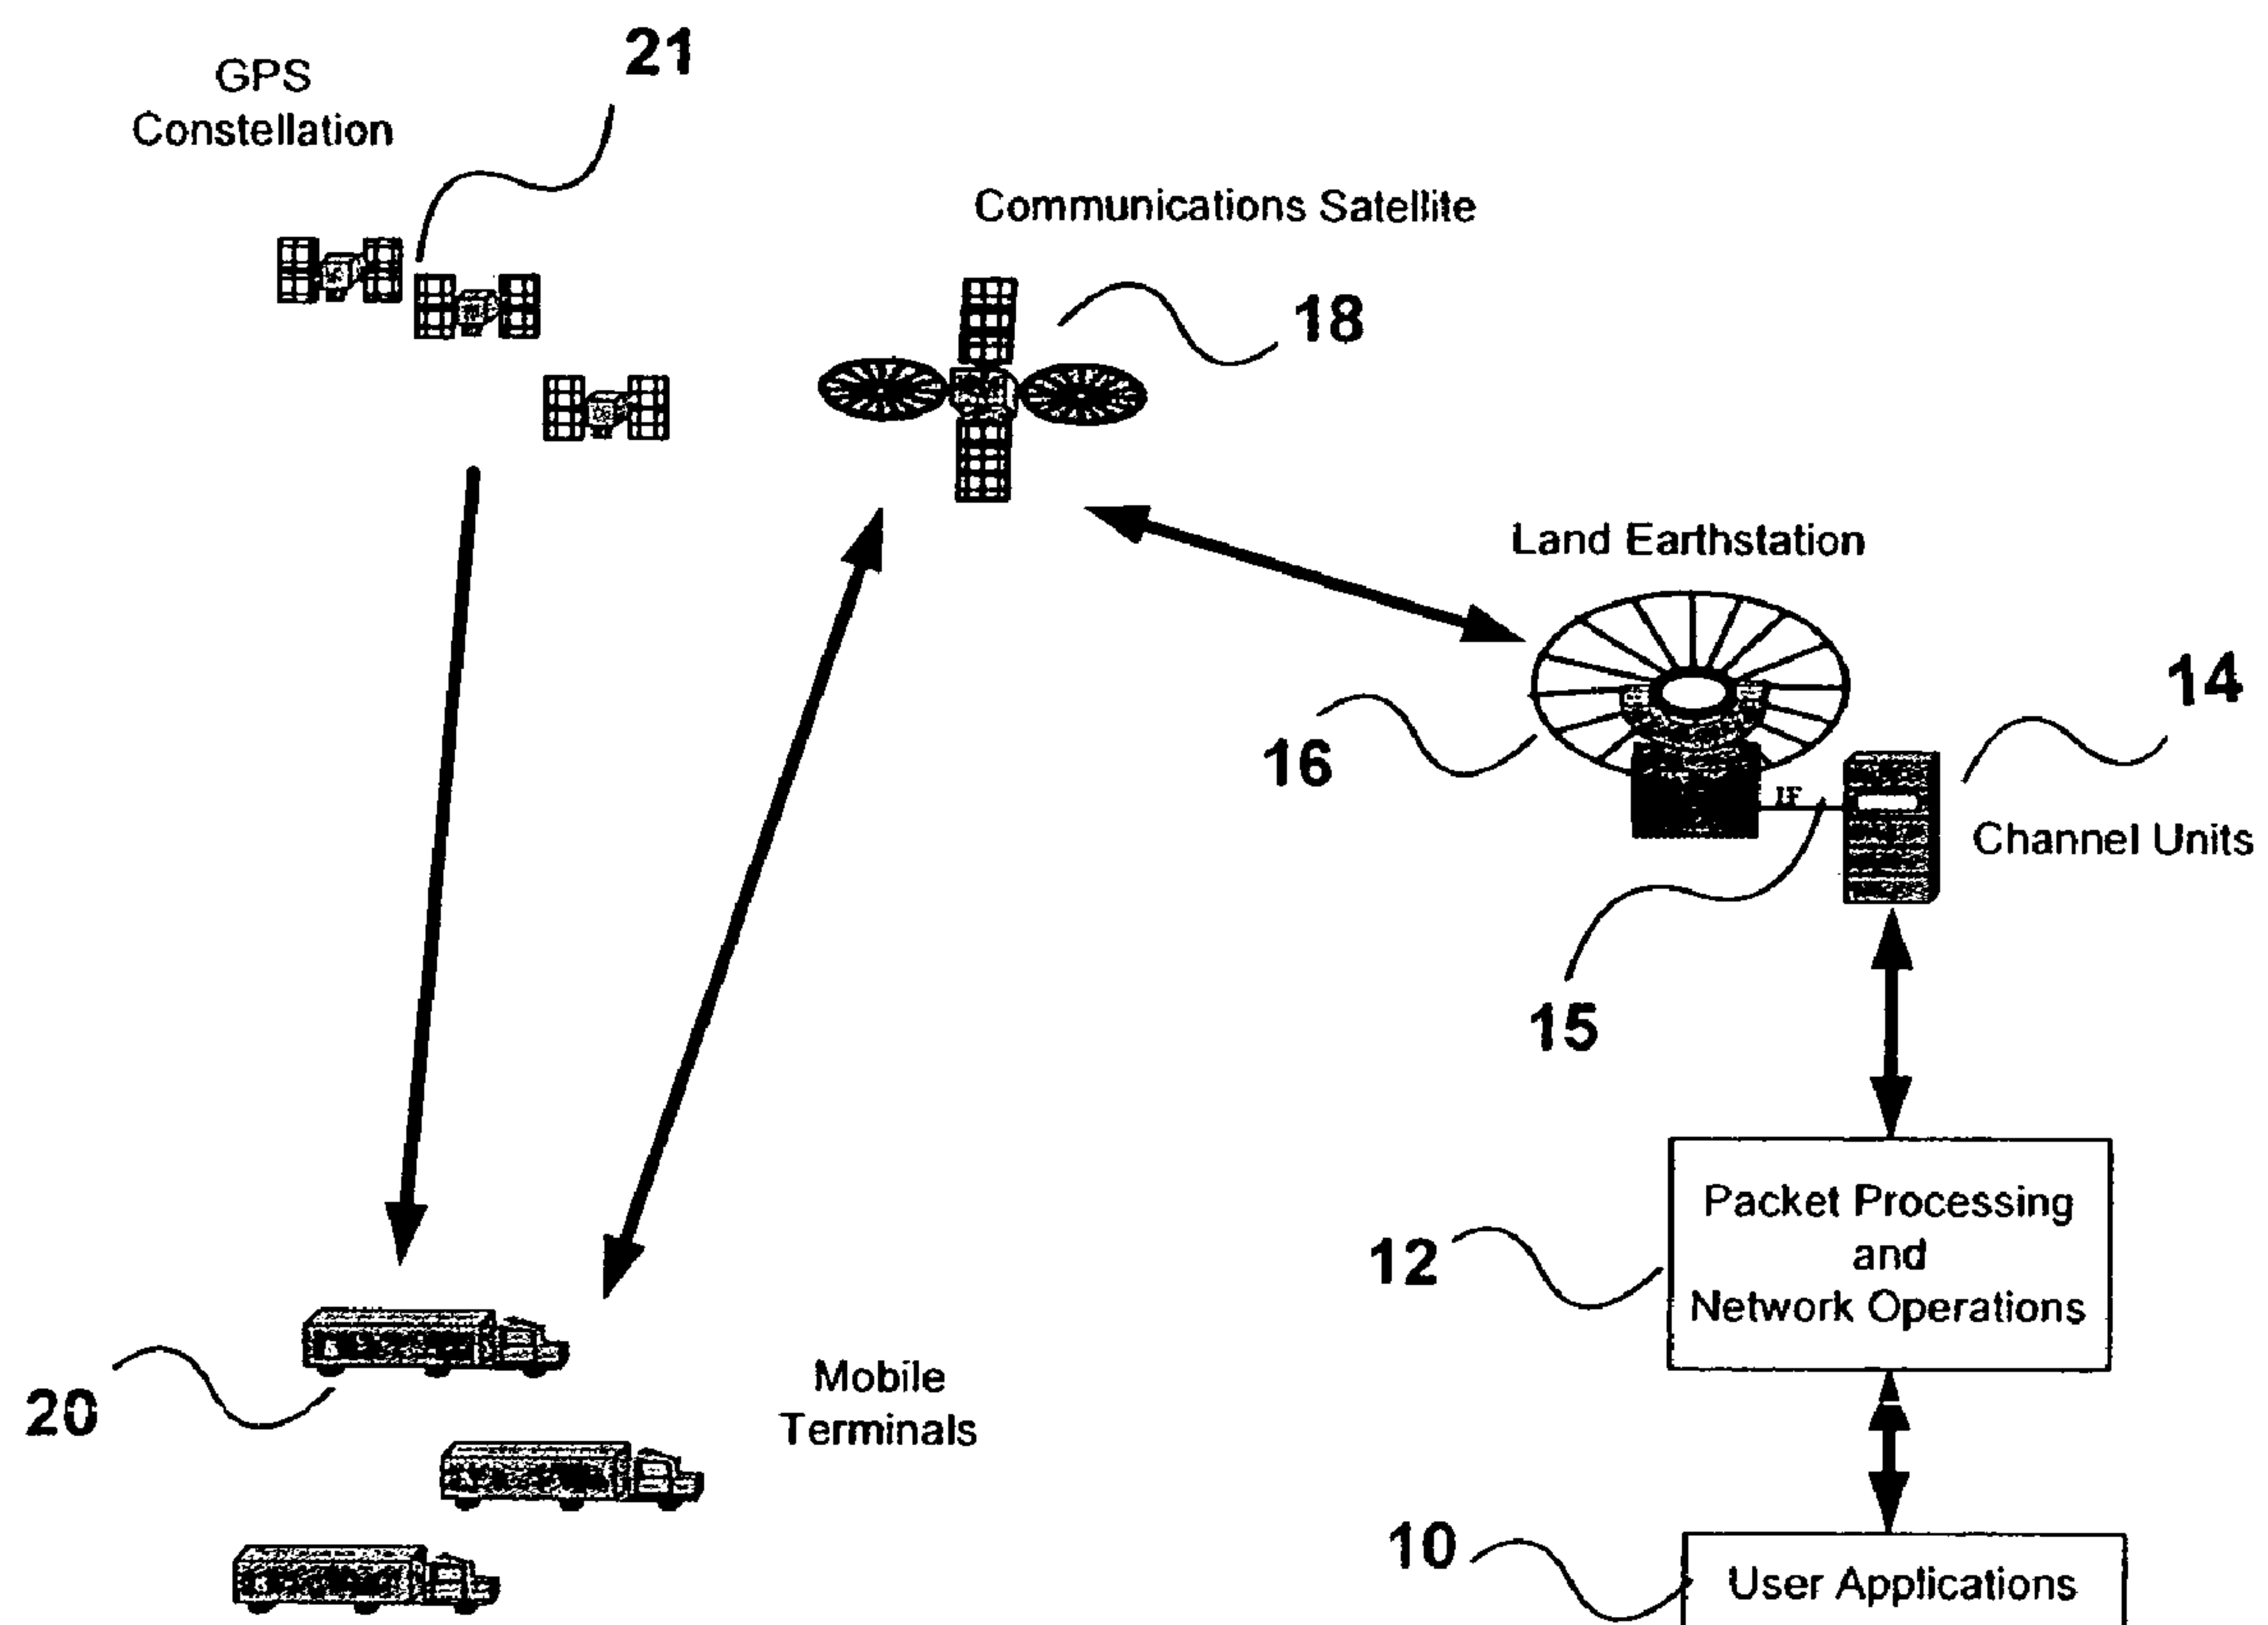 21
GPS
Constellation
Communications Satellite
18
Land Earthstation
14
16
IF
Channel Units
15
Packet Processing
and
Network Operations
12
Mobile
Terminals
20
10
User Applications